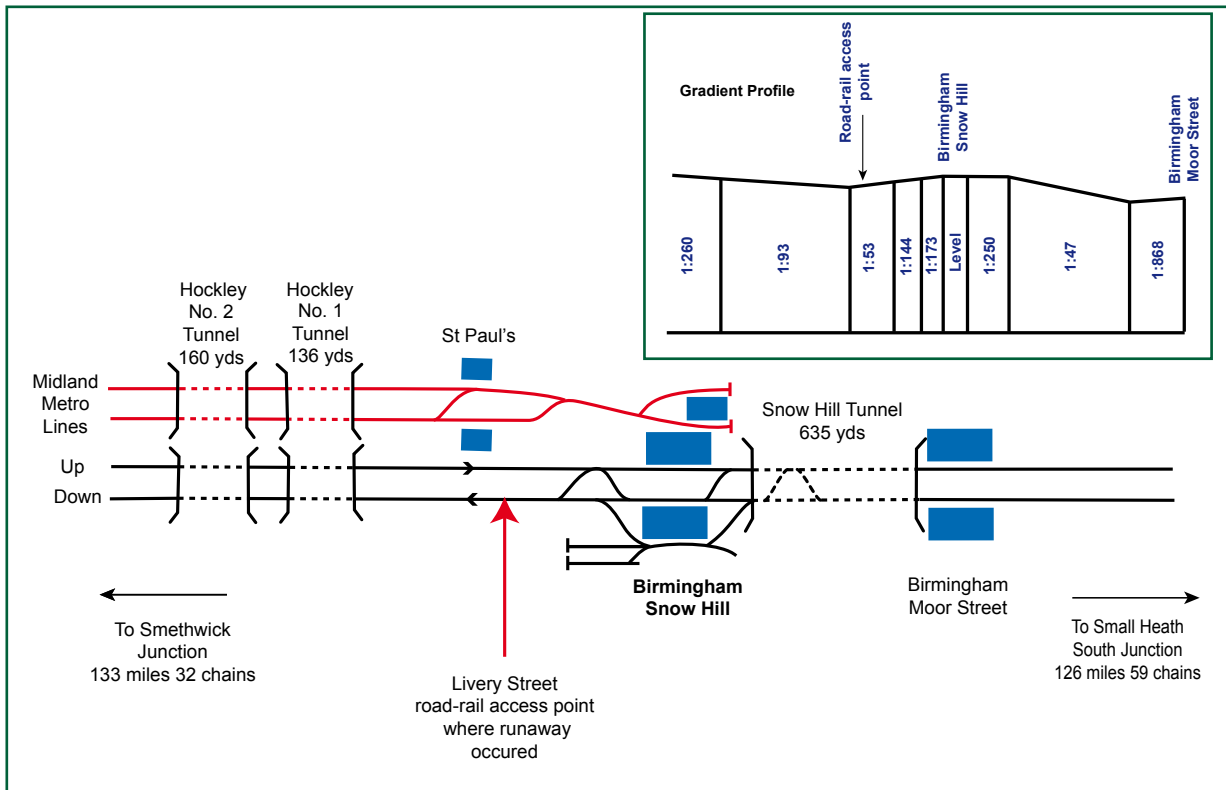 Gradient Profile
Road-rail access
point
Birmingham
Snow Hill
Birmingham
Moor Street
1:260
1:93
1:53
1:144
1:173
Level
1:250
1:47
1:868
Hockley
No. 2
Tunnel
160 yds
Hockley
No. 1
Tunnel
136 yds
St Paul's
Midland
Metro
Lines
Snow Hill Tunnel
635 yds
Up
Down
Birmingham
Snow Hill
Birmingham
Moor Street
To Smethwick
Junction
133 miles 32 chains
To Small Heath
South Junction
126 miles 59 chains
Livery Street
road-rail access point
where runaway
occured